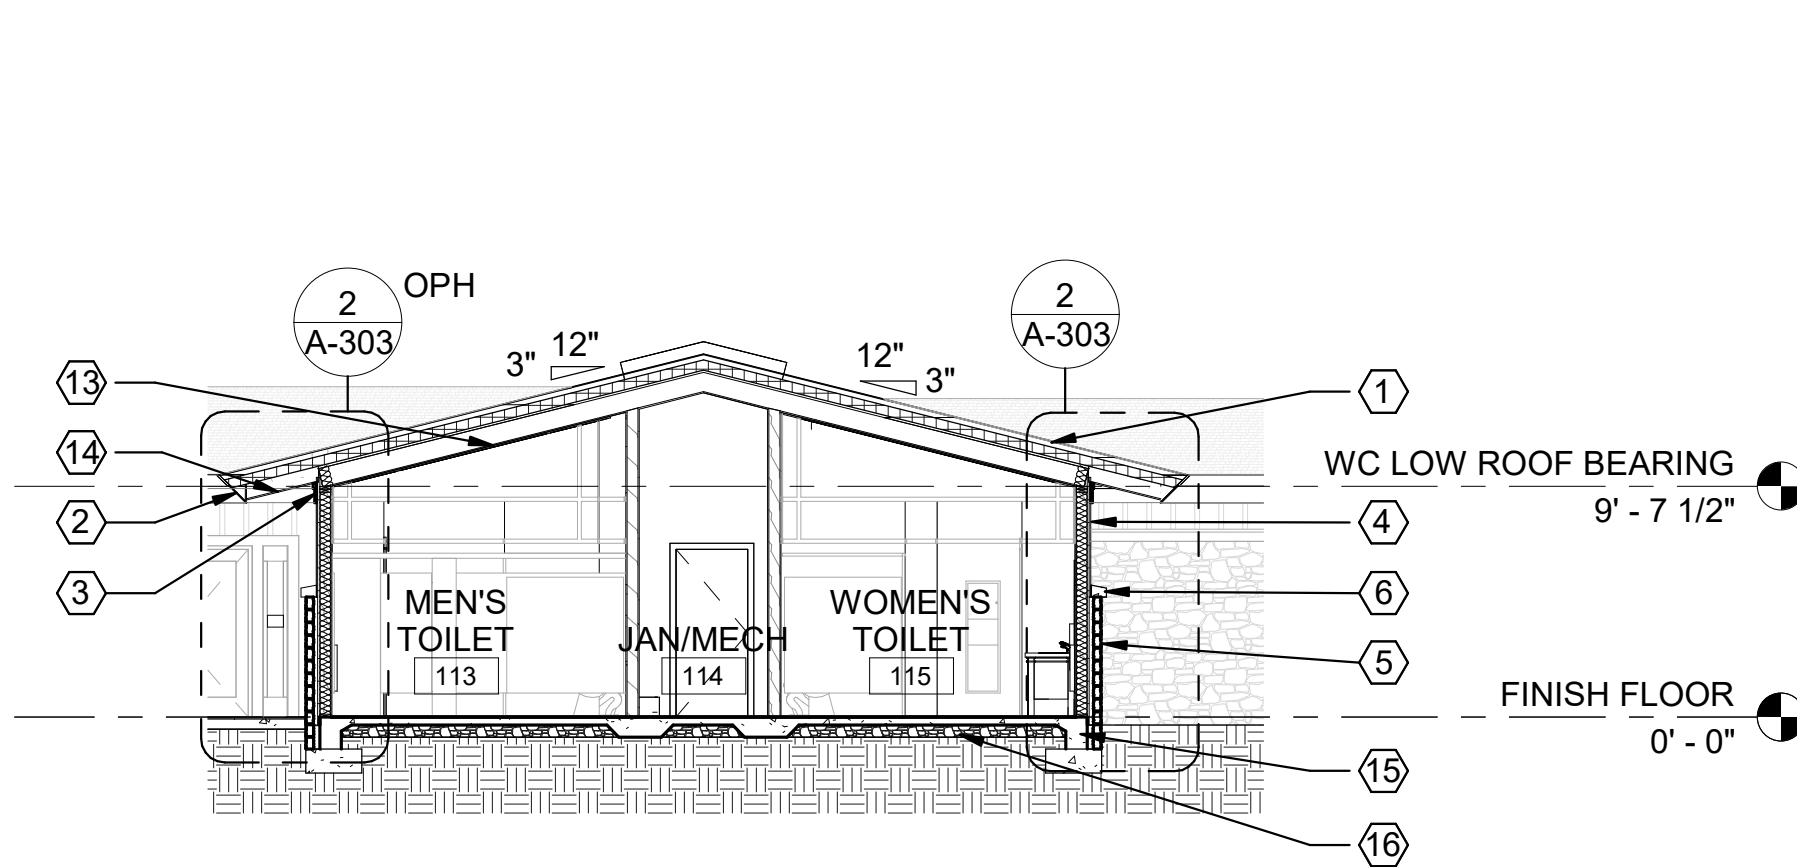 2
A-303
OPH
2
A-303
3"
12"
12"
3"
13
14
2
3
1
WC LOW ROOF BEARING
9' - 7 1/2"
4
6
5
MEN'S
TOILET
113
JAN/MECH
114
WOMEN'S
TOILET
115
FINISH FLOOR
0' - 0"
15
16